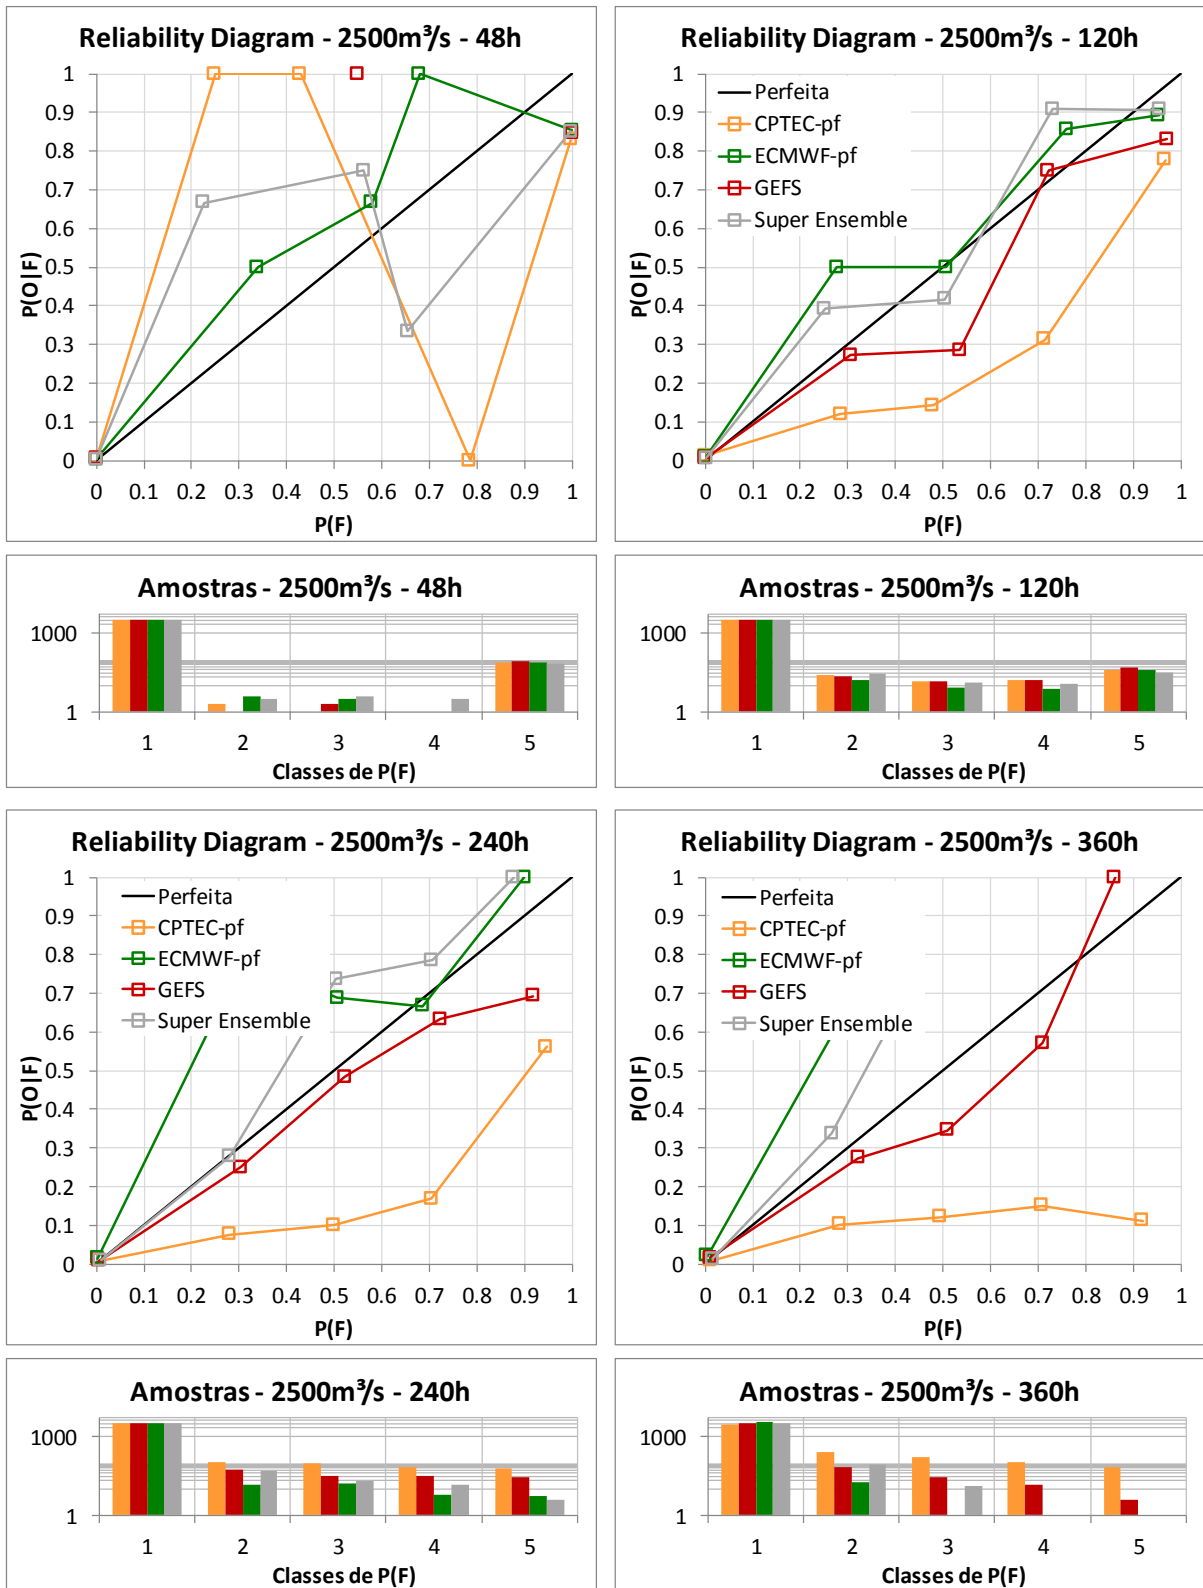 Reliability Diagram - 2500m³/s - 48h
1
0.9
0.8
0.7
0.6
0.5
0.4
0.3
0.2
0.1
0
P(O|F)
0 0.1 0.2 0.3 0.4 0.5 0.6 0.7 0.8 0.9 1
P(F)
Reliability Diagram - 2500m³/s - 120h
1
0.9
0.8
0.7
0.6
0.5
0.4
0.3
0.2
0.1
0
P(O|F)
Perfeita
CPTEC-pf
ECMWF-pf
GEFS
Super Ensemble
0 0.1 0.2 0.3 0.4 0.5 0.6 0.7 0.8 0.9 1
P(F)
Amostras - 2500m³/s - 48h
1000
1
1 2 3 4 5
Classes de P(F)
Amostras - 2500m³/s - 120h
1000
1
1 2 3 4 5
Classes de P(F)
Reliability Diagram - 2500m³/s - 240h
1
0.9
0.8
0.7
0.6
0.5
0.4
0.3
0.2
0.1
0
P(O|F)
Perfeita
CPTEC-pf
ECMWF-pf
GEFS
Super Ensemble
0 0.1 0.2 0.3 0.4 0.5 0.6 0.7 0.8 0.9 1
P(F)
Reliability Diagram - 2500m³/s - 360h
1
0.9
0.8
0.7
0.6
0.5
0.4
0.3
0.2
0.1
0
P(O|F)
Perfeita
CPTEC-pf
ECMWF-pf
GEFS
Super Ensemble
0 0.1 0.2 0.3 0.4 0.5 0.6 0.7 0.8 0.9 1
P(F)
Amostras - 2500m³/s - 240h
1000
1
1 2 3 4 5
Classes de P(F)
Amostras - 2500m³/s - 360h
1000
1
1 2 3 4 5
Classes de P(F)